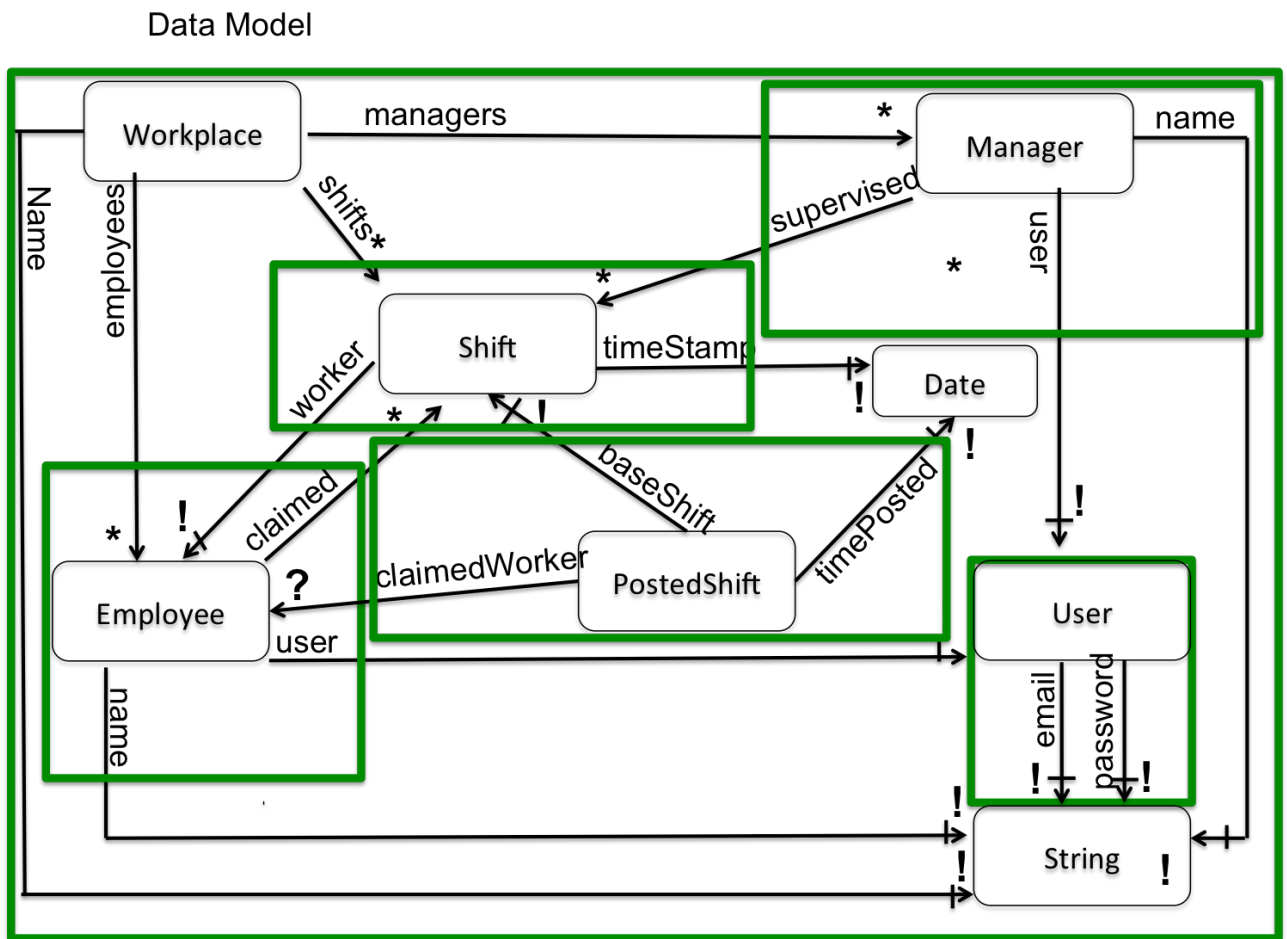 Data Model
Workplace
managers
*
Manager
name
Name
employees
shifts*
supervised
user
*
*
Shift
timeStamp
Date
!
worker
*
!
!
baseShift
timePosted
!
claimed
*
!
?
claimedWorker
PostedShift
Employee
user
User
name
email
password
!
!
!
!
String
!